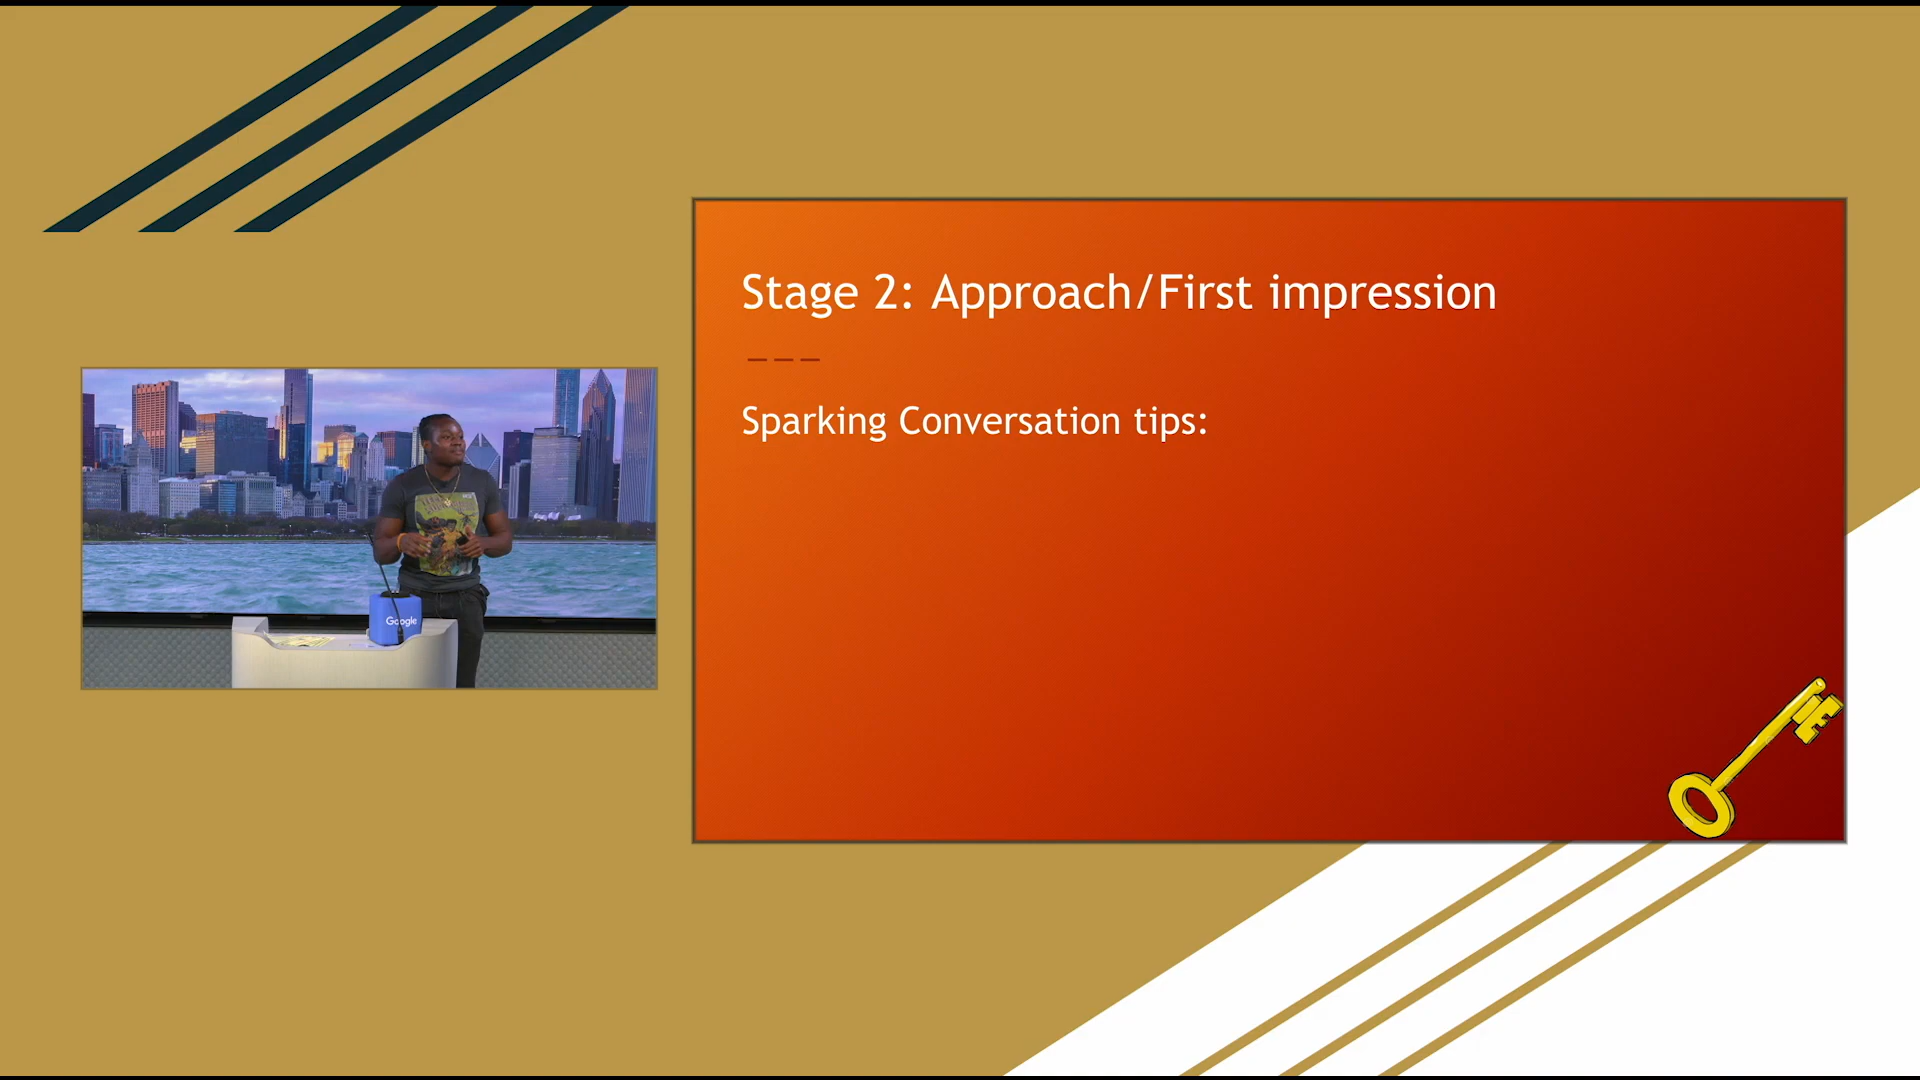 Stage 2: Approach/First impression
Sparking Conversation tips:
Google